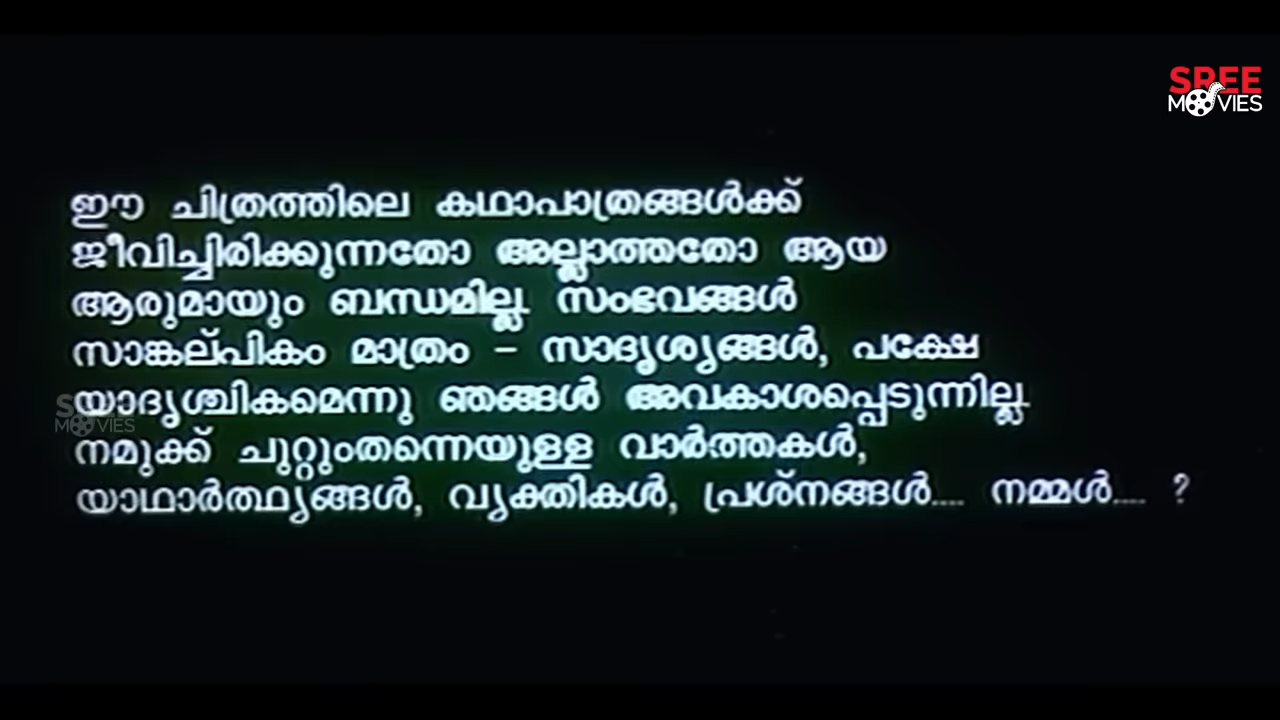 SREE
MOVIES
ഈ ചിത്രത്തിലെ കഥാപാത്രങ്ങൾക്ക്
ജീവിച്ചിരിക്കുന്നതോ അല്ലാത്തതോ ആയ
ആരുമായും ബന്ധമില്ല. സംഭവങ്ങൾ
സാങ്കല്പികം മാത്രം – സാദൃശ്യങ്ങൾ, പക്ഷേ
യാദൃശ്ചികമെന്നു ഞങ്ങൾ അവകാശപ്പെടുന്നില്ല.
നമുക്ക് ചുറ്റുംതന്നെയുള്ള വാർത്തകൾ,
യാഥാർത്ഥ്യങ്ങൾ, വ്യക്തികൾ, പ്രശ്നങ്ങൾ.... നമ്മൾ.... ?
SREE
MOVIES